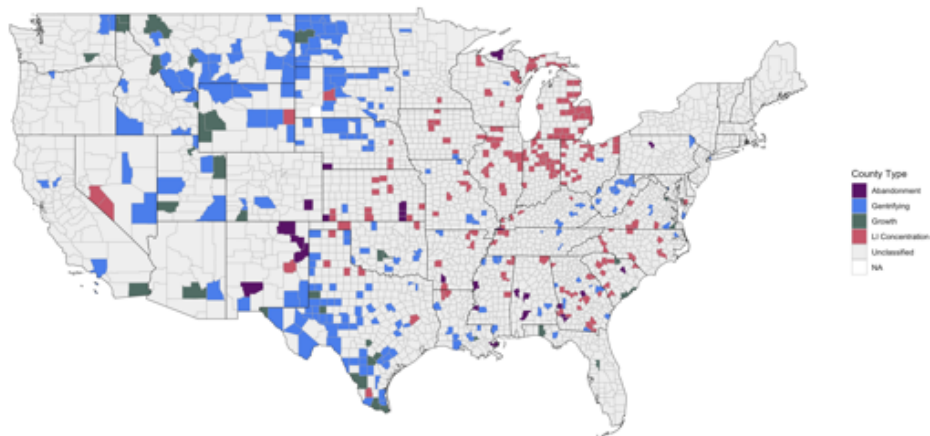 County Type
Abandonment
Gentrifying
Growth
LI Concentration
Unclassified
NA